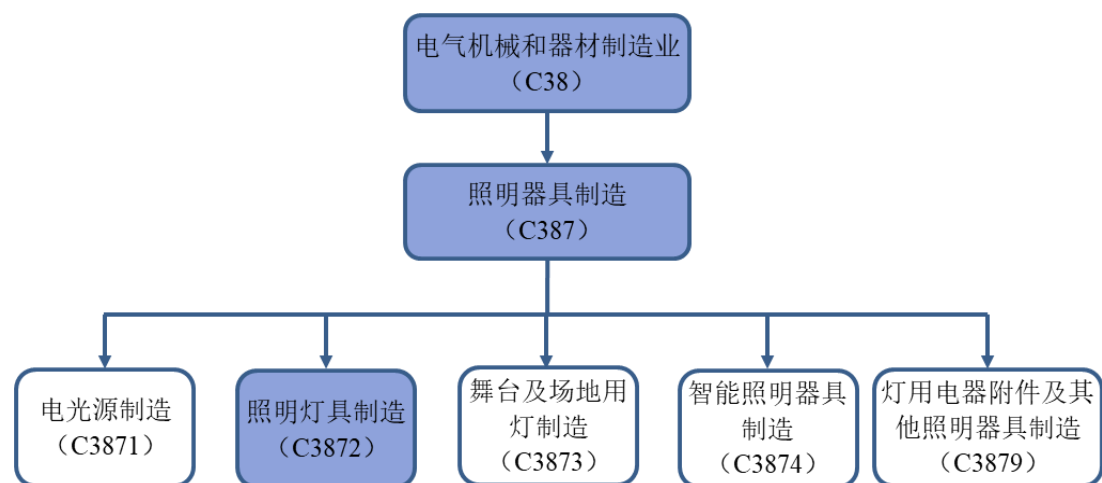 电气机械和器材制造业
（C38）
照明器具制造
（C387）
电光源制造
（C3871）
照明灯具制造
（C3872）
舞台及场地用
灯制造
（C3873）
智能照明器具
制造
（C3874）
灯用电器附件及其
他照明器具制造
（C3879）